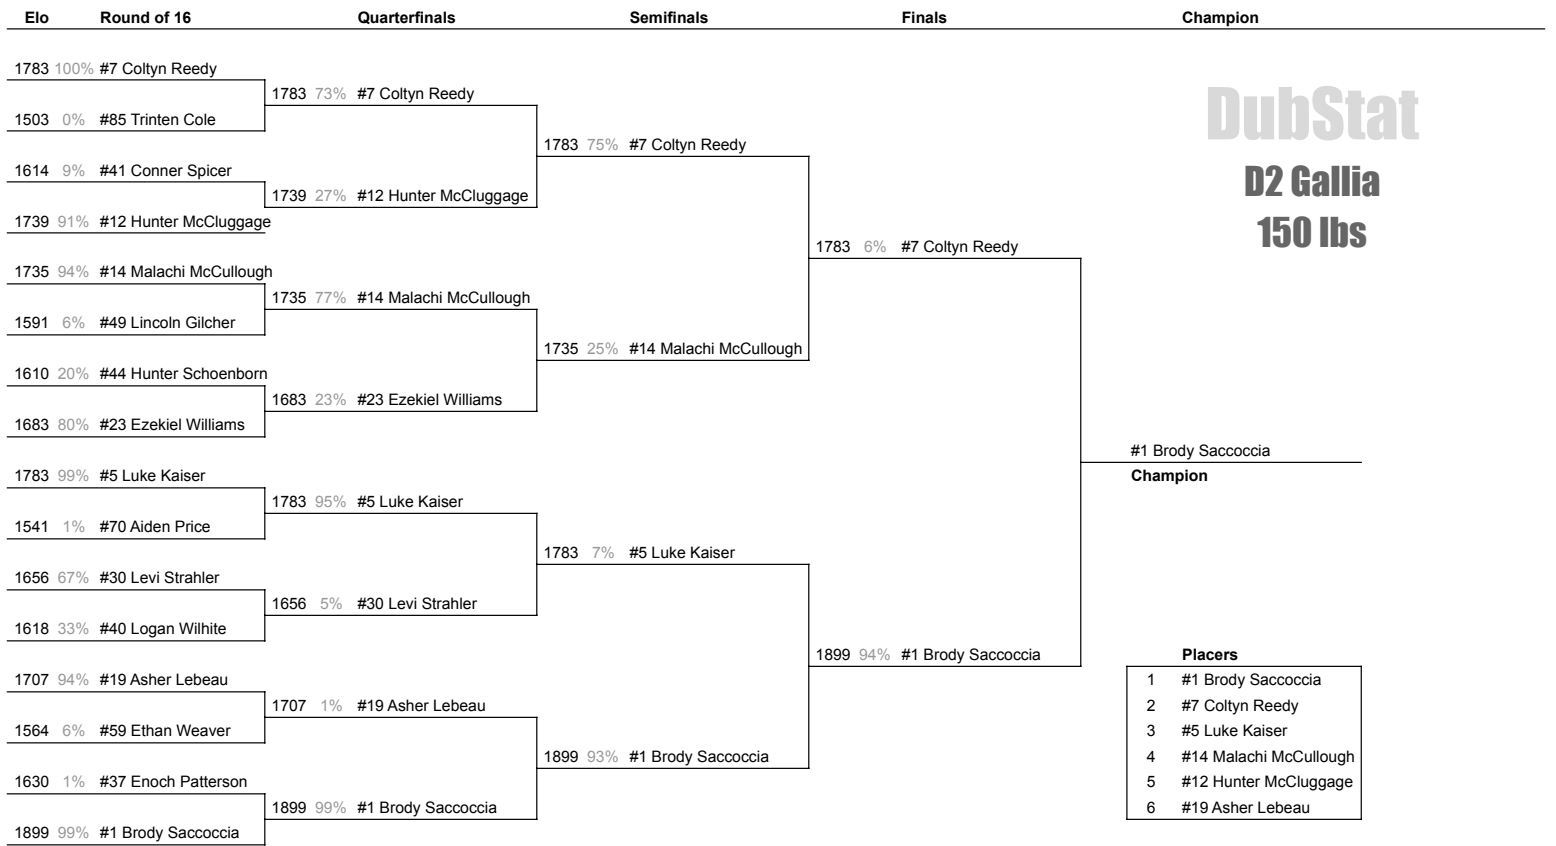 Elo Round of 16 Quarterfinals Semifinals Finals Champion
1783 100% #7 Coltyn Reedy
1783 73% #7 Coltyn Reedy
1503 0% #85 Trinten Cole
1783 75% #7 Coltyn Reedy
1614 9% #41 Conner Spicer
1739 27% #12 Hunter McCluggage
1739 91% #12 Hunter McCluggage
1783 6% #7 Coltyn Reedy
1735 94% #14 Malachi McCullough
1735 77% #14 Malachi McCullough
1591 6% #49 Lincoln Gilcher
1735 25% #14 Malachi McCullough
1610 20% #44 Hunter Schoenborn
1683 23% #23 Ezekiel Williams
1683 80% #23 Ezekiel Williams
#1 Brody Saccoccia
Champion
1783 99% #5 Luke Kaiser
1783 95% #5 Luke Kaiser
1541 1% #70 Aiden Price
1783 7% #5 Luke Kaiser
1656 67% #30 Levi Strahler
1656 5% #30 Levi Strahler
1618 33% #40 Logan Wilhite
1899 94% #1 Brody Saccoccia
1707 94% #19 Asher Lebeau
1707 1% #19 Asher Lebeau
1564 6% #59 Ethan Weaver
1899 93% #1 Brody Saccoccia
1630 1% #37 Enoch Patterson
1899 99% #1 Brody Saccoccia
1899 99% #1 Brody Saccoccia
DubStat
D2 Gallia
150 lbs
Placers
1 #1 Brody Saccoccia
2 #7 Coltyn Reedy
3 #5 Luke Kaiser
4 #14 Malachi McCullough
5 #12 Hunter McCluggage
6 #19 Asher Lebeau